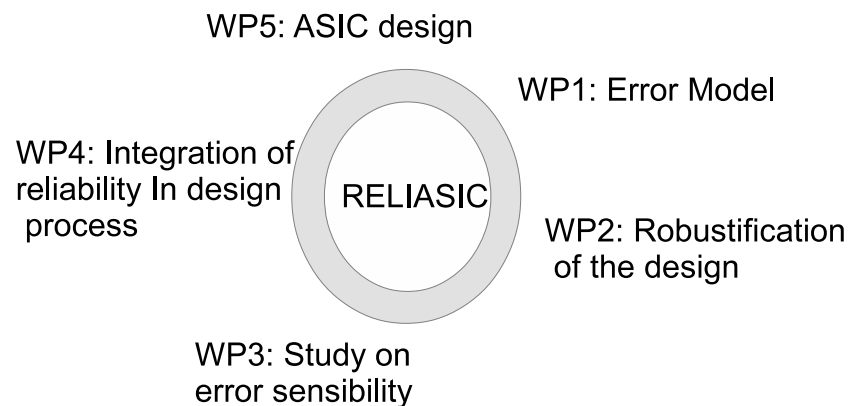 WP5: ASIC design
WP1: Error Model
WP4: Integration of
reliability In design
process
RELIASIC
WP2: Robustification
of the design
WP3: Study on
error sensibility